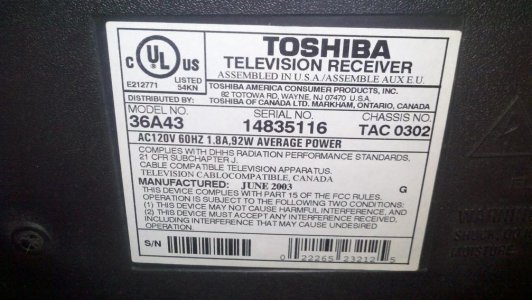 c UL us ®
E212771
LISTED
54KN
TOSHIBA
TELEVISION RECEIVER
ASSEMBLED IN U.S.A./ASSEMBLE AUX E.U.
DISTRIBUTED BY:
TOSHIBA AMERICA CONSUMER PRODUCTS, INC.
82 TOTOWA RD, WAYNE, NJ 07470 U.S.A.
TOSHIBA OF CANADA LTD. MARKHAM, ONTARIO, CANADA
MODEL NO. SERIAL NO. CHASSIS NO.
36A43 14835116 TAC 0302
AC120V 60HZ 1.8A,92W AVERAGE POWER
COMPLIES WITH DHHS RADIATION PERFORMANCE STANDARDS,
21 CFR SUBCHAPTER J.
CABLE COMPATIBLE TELEVISION APPARATUS.
TELEVISION CABLOCOMPATIBLE, CANADA
MANUFACTURED: JUNE 2003 G
THIS DEVICE COMPLIES WITH PART 15 OF THE FCC RULES.
OPERATION IS SUBJECT TO THE FOLLOWING TWO CONDITIONS:
(1) THIS DEVICE MAY NOT CAUSE HARMFUL INTERFERENCE, AND
(2) THIS DEVICE MUST ACCEPT ANY INTERFERENCE RECEIVED,
INCLUDING INTERFERENCE THAT MAY CAUSE UNDESIRED
OPERATION.
S/N
0 22265 23212 5